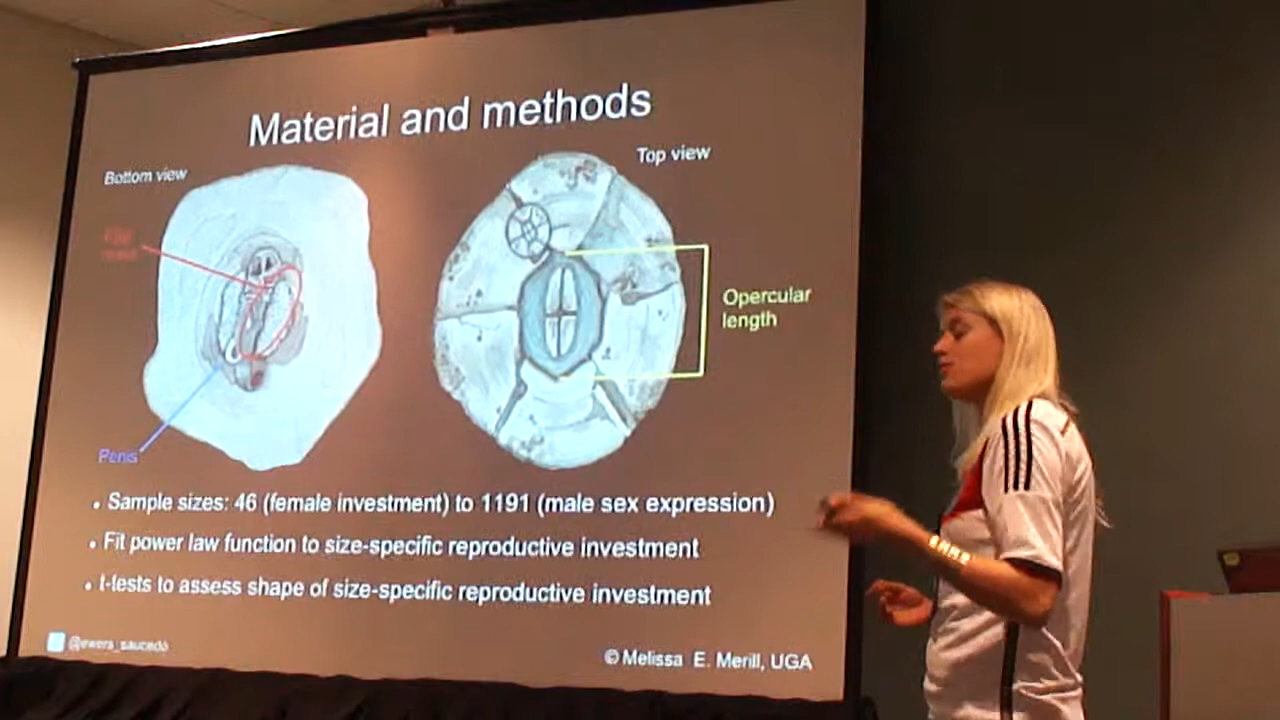 Material and methods
Bottom view
Top view
Egg
mass
Opercular
length
Penis
• Sample sizes: 46 (female investment) to 1191 (male sex expression)
• Fit power law function to size-specific reproductive investment
• t-tests to assess shape of size-specific reproductive investment
@ewers_saucedo
© Melissa E. Merill, UGA